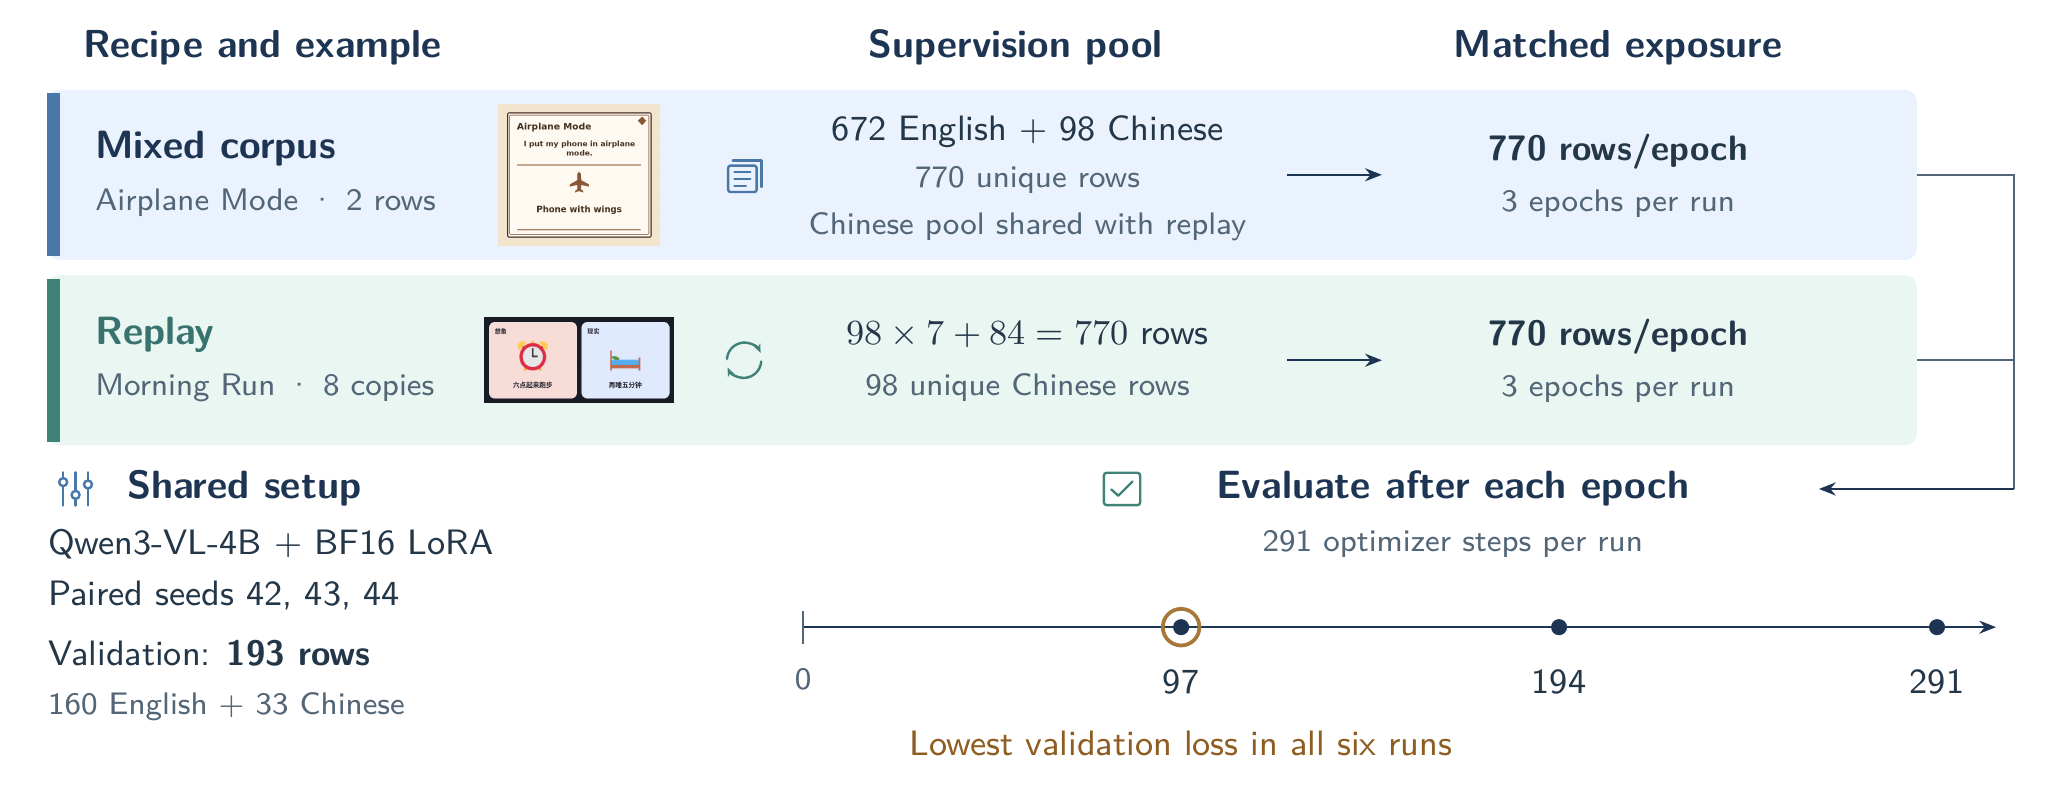 Recipe and example
Supervision pool
Matched exposure
Mixed corpus
Airplane Mode · 2 rows
Airplane Mode
I put my phone in airplane
mode.
Phone with wings
672 English + 98 Chinese
770 unique rows
Chinese pool shared with replay
770 rows/epoch
3 epochs per run
Replay
Morning Run · 8 copies
想象
六点起来跑步
现实
再睡五分钟
98 × 7 + 84 = 770 rows
98 unique Chinese rows
770 rows/epoch
3 epochs per run
Shared setup
Qwen3-VL-4B + BF16 LoRA
Paired seeds 42, 43, 44
Validation: 193 rows
160 English + 33 Chinese
Evaluate after each epoch
291 optimizer steps per run
0
97
194
291
Lowest validation loss in all six runs